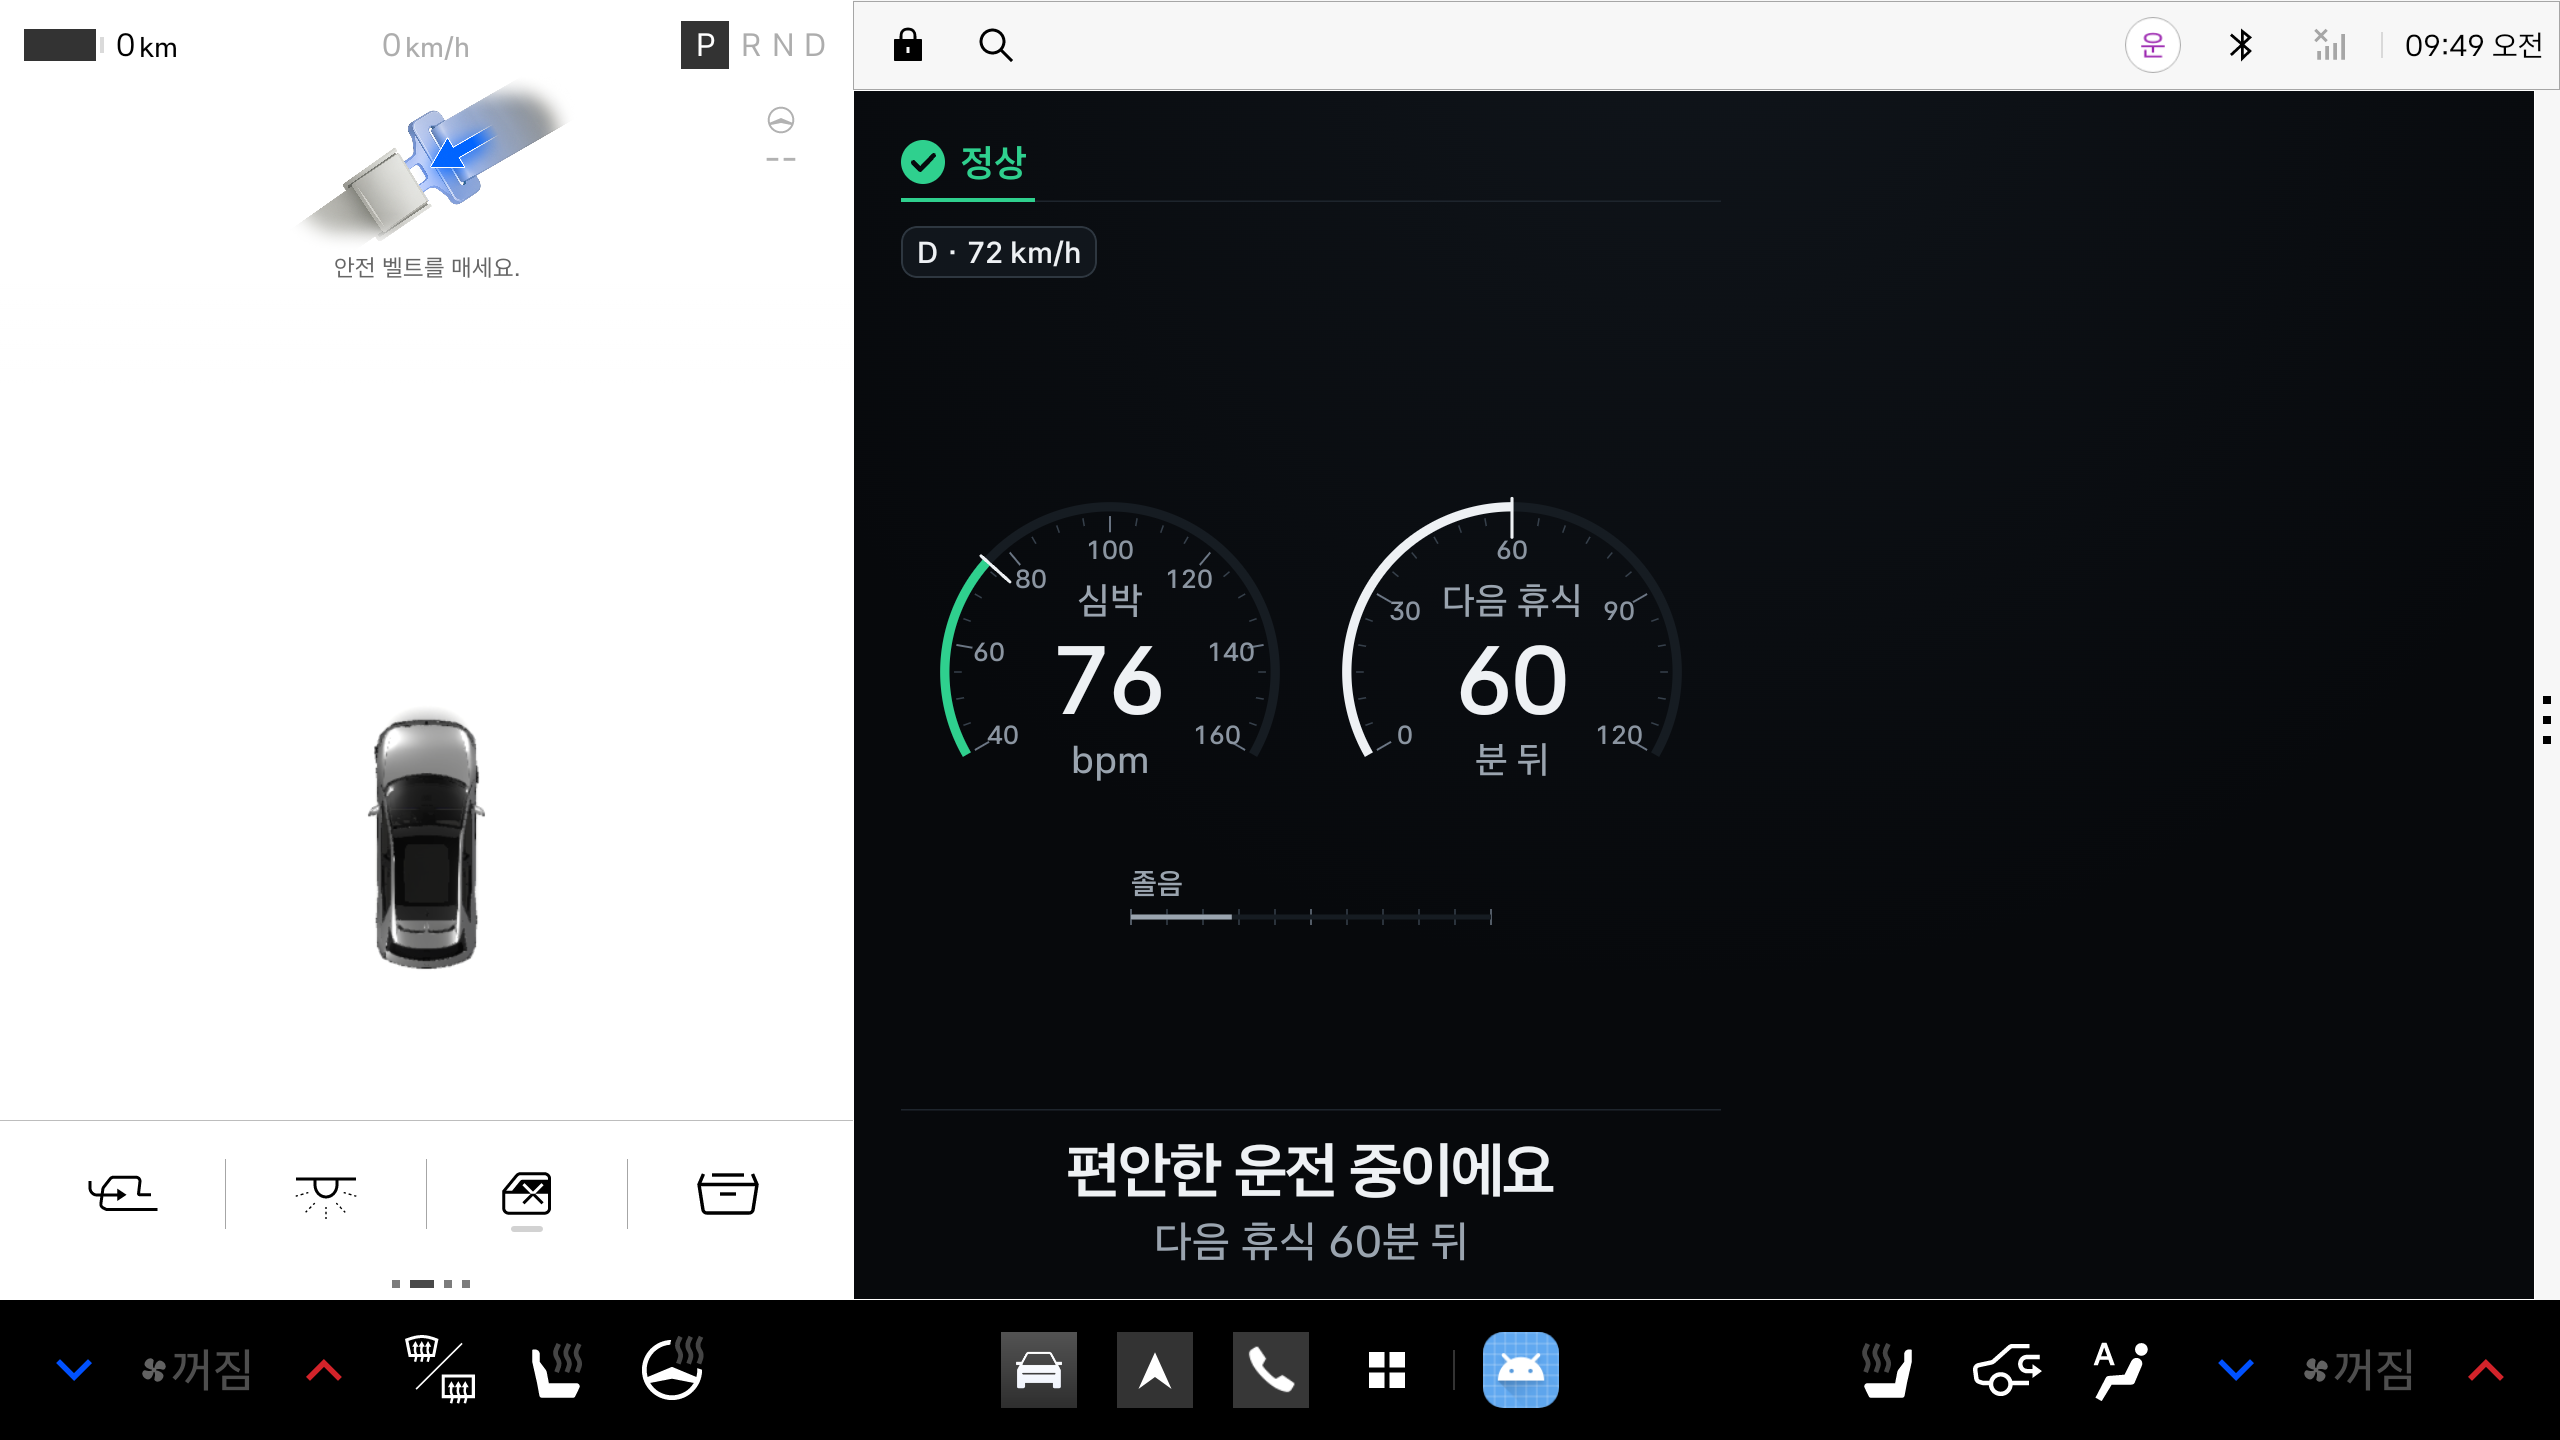 0 km
0 km/h
P R N D
운
09:49 오전
안전 벨트를 매세요.
--
정상
D · 72 km/h
40
60
80
100
120
140
160
심박
76
bpm
0
30
60
90
120
다음 휴식
60
분 뒤
졸음
편안한 운전 중이에요
다음 휴식 60분 뒤
꺼짐
A
꺼짐